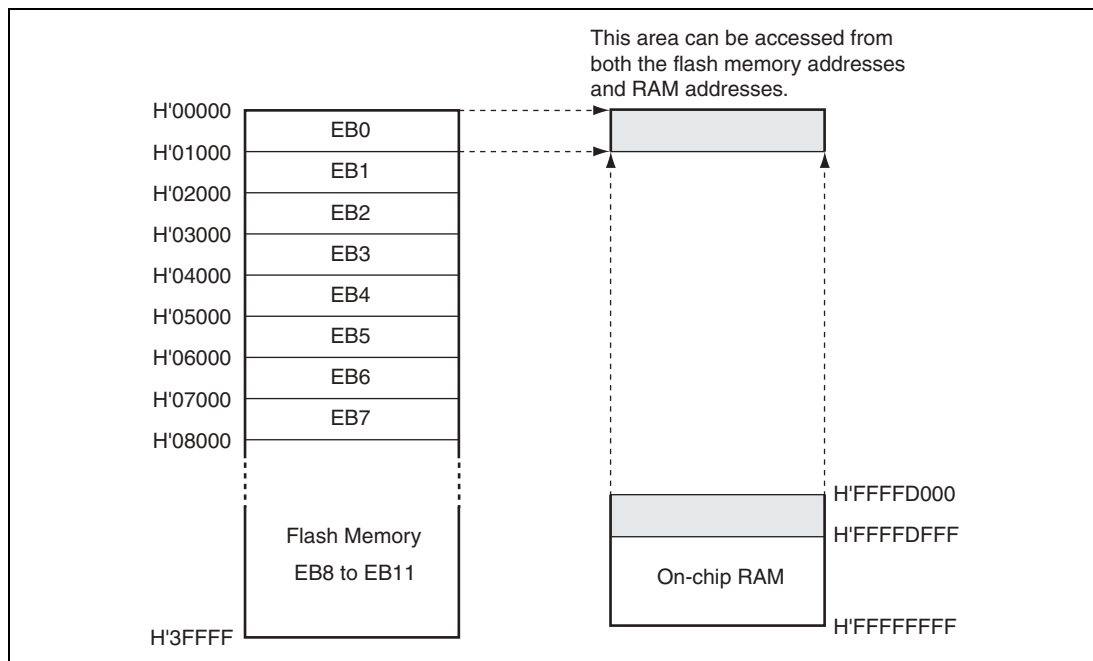 This area can be accessed from
both the flash memory addresses
and RAM addresses.
H'00000
EB0
H'01000
EB1
H'02000
EB2
H'03000
EB3
H'04000
EB4
H'05000
EB5
H'06000
EB6
H'07000
EB7
H'08000
Flash Memory
EB8 to EB11
H'3FFFF
H'FFFFD000
H'FFFFDFFF
On-chip RAM
H'FFFFFFFF